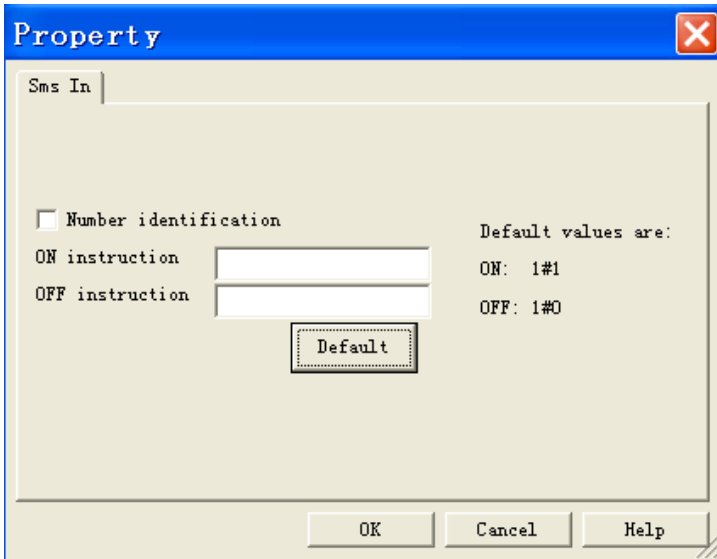 Property
Sms In
Number identification
Default values are:
ON instruction
ON: 1#1
OFF instruction
OFF: 1#0
Default
OK Cancel Help